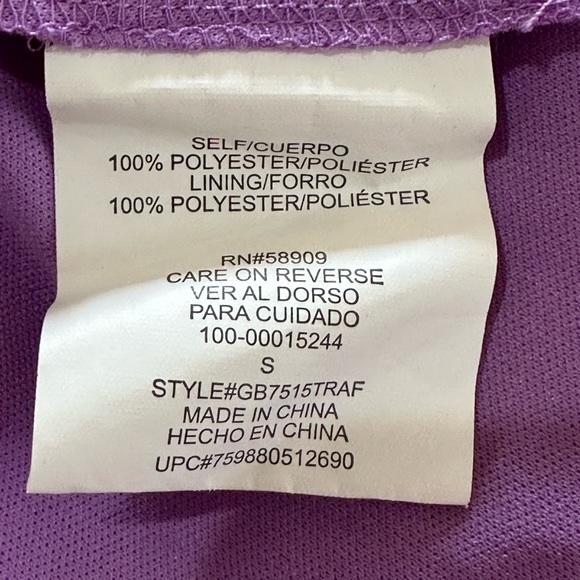 SELF/CUERPO
100% POLYESTER/POLIÉSTER
LINING/FORRO
100% POLYESTER/POLIÉSTER
RN#58909
CARE ON REVERSE
VER AL DORSO
PARA CUIDADO
100-00015244
S
STYLE#GB7515TRAF
MADE IN CHINA
HECHO EN CHINA
UPC#759880512690